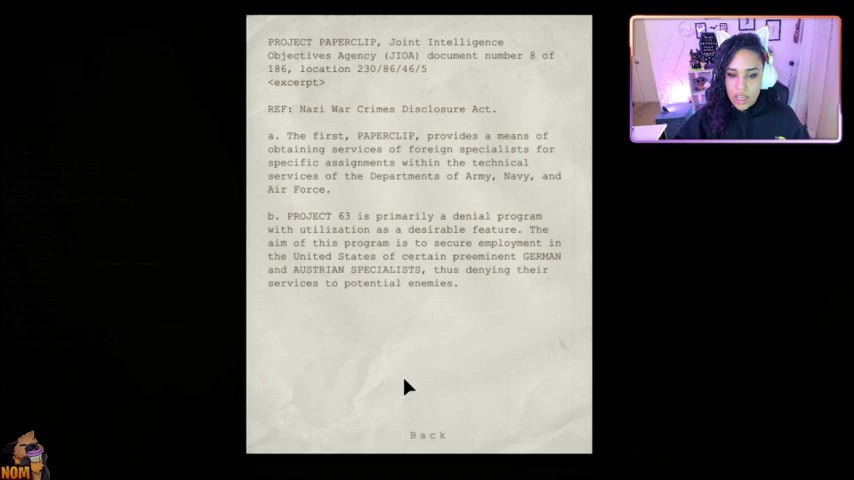 PROJECT PAPERCLIP, Joint Intelligence
Objectives Agency (JIOA) document number 8 of
186, location 230/86/46/5
<excerpt>
REF: Nazi War Crimes Disclosure Act.
a. The first, PAPERCLIP, provides a means of
obtaining services of foreign specialists for
specific assignments within the technical
services of the Departments of Army, Navy, and
Air Force.
b. PROJECT 63 is primarily a denial program
with utilization as a desirable feature. The
aim of this program is to secure employment in
the United States of certain preeminent GERMAN
and AUSTRIAN SPECIALISTS, thus denying their
services to potential enemies.
Back
NOM